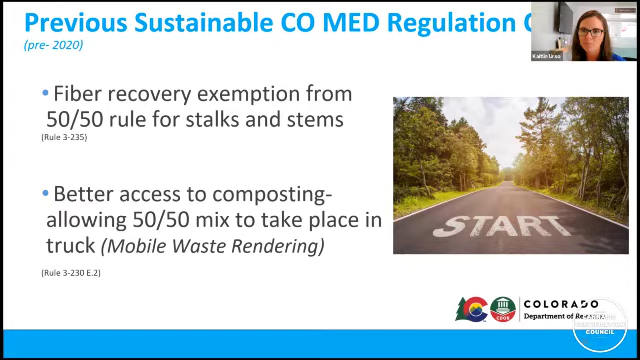 Previous Sustainable CO MED Regulation
(pre- 2020)
Kaitlin Urso
• Fiber recovery exemption from
50/50 rule for stalks and stems
(Rule 3-235)
• Better access to composting-
allowing 50/50 mix to take place in
truck (Mobile Waste Rendering)
(Rule 3-230 E.2)
START
COLORADO
Department of
CDOR
COUNCIL